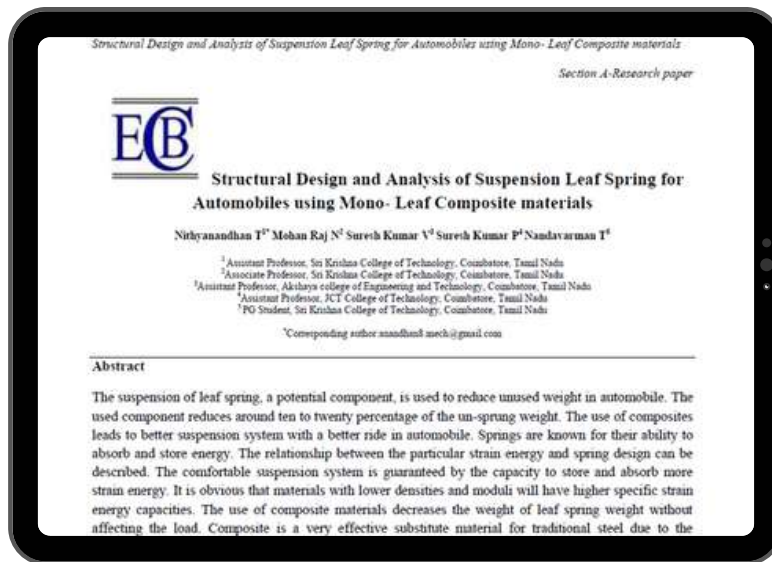 Structural Design and Analysis of Suspension Leaf Spring for Automobiles using Mono- Leaf Composite materials
Section A-Research paper
ECB
Structural Design and Analysis of Suspension Leaf Spring for
Automobiles using Mono- Leaf Composite materials
Nithyanandhan T1* Mohan Raj N2 Suresh Kumar V3 Suresh Kumar P4 Nandavarman T5
1Assistant Professor, Sri Krishna College of Technology, Coimbatore, Tamil Nadu
2Associate Professor, Sri Krishna College of Technology, Coimbatore, Tamil Nadu
3Assistant Professor, Akshaya college of Engineering and Technology, Coimbatore, Tamil Nadu
4Assistant Professor, JCT College of Technology, Coimbatore, Tamil Nadu
5PG Student, Sri Krishna College of Technology, Coimbatore, Tamil Nadu
*Corresponding author:anandhan8.mech@gmail.com
Abstract
The suspension of leaf spring, a potential component, is used to reduce unused weight in automobile. The
used component reduces around ten to twenty percentage of the un-sprung weight. The use of composites
leads to better suspension system with a better ride in automobile. Springs are known for their ability to
absorb and store energy. The relationship between the particular strain energy and spring design can be
described. The comfortable suspension system is guaranteed by the capacity to store and absorb more
strain energy. It is obvious that materials with lower densities and moduli will have higher specific strain
energy capacities. The use of composite materials decreases the weight of leaf spring weight without
affecting the load. Composite is a very effective substitute material for traditional steel due to the